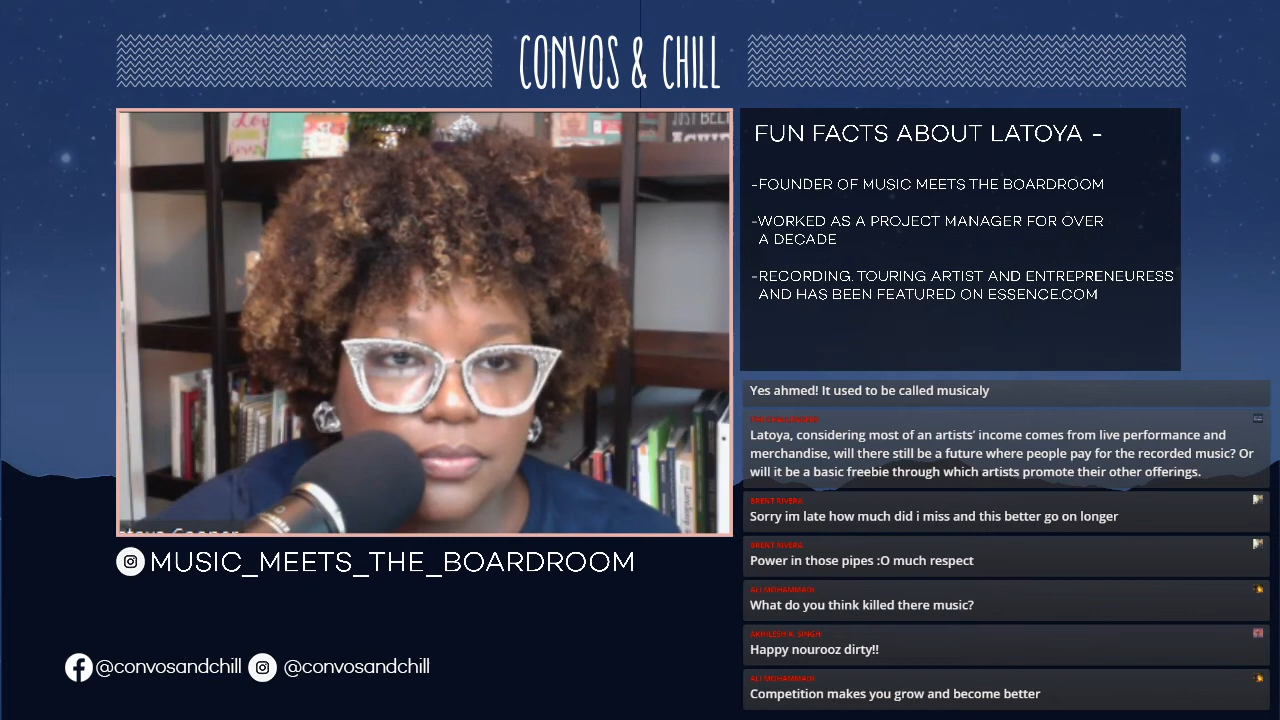 CONVOS & CHILL
Love
JUST BEE
FUN FACTS ABOUT LATOYA -
-FOUNDER OF MUSIC MEETS THE BOARDROOM
-WORKED AS A PROJECT MANAGER FOR OVER
A DECADE
-RECORDING, TOURING ARTIST AND ENTREPRENEURESS
AND HAS BEEN FEATURED ON ESSENCE.COM
Yes ahmed! It used to be called musicaly
Latoya, considering most of an artists' income comes from live performance and
merchandise, will there still be a future where people pay for the recorded music? Or
will it be a basic freebie through which artists promote their other offerings.
BRENT RIVERA
Sorry im late how much did i miss and this better go on longer
BRENT RIVERA
Power in those pipes :O much respect
ALI MOHAMMADI
What do you think killed there music?
AKHILESH K. SINGH
Happy nourooz dirty!!
ALI MOHAMMADI
Competition makes you grow and become better
MUSIC_MEETS_THE_BOARDROOM
@convosandchill @convosandchill